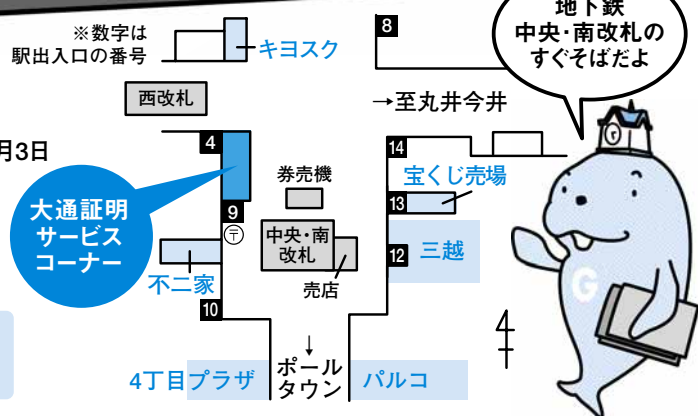 ※数字は
駅出入口の番号
キヨスク
8
地下鉄
中央・南改札の
すぐそばだよ
西改札
→至丸井今井
月3日
4
14
券売機
宝くじ売場
大通証明
サービス
コーナー
9
〒
13
中央・南
改札
12
三越
不二家
売店
10
4
↓
ポール
タウン
4丁目プラザ
パルコ
G